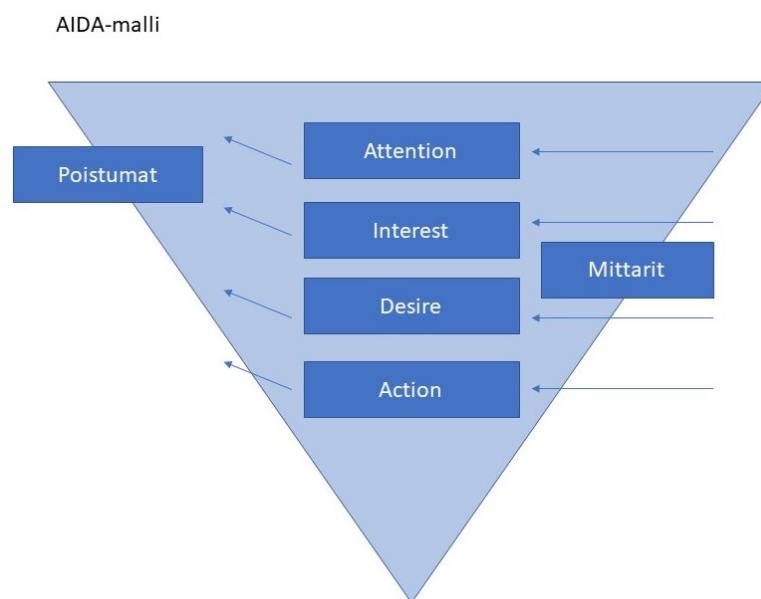 AIDA-malli
Attention
Poistumat
Interest
Mittarit
Desire
Action